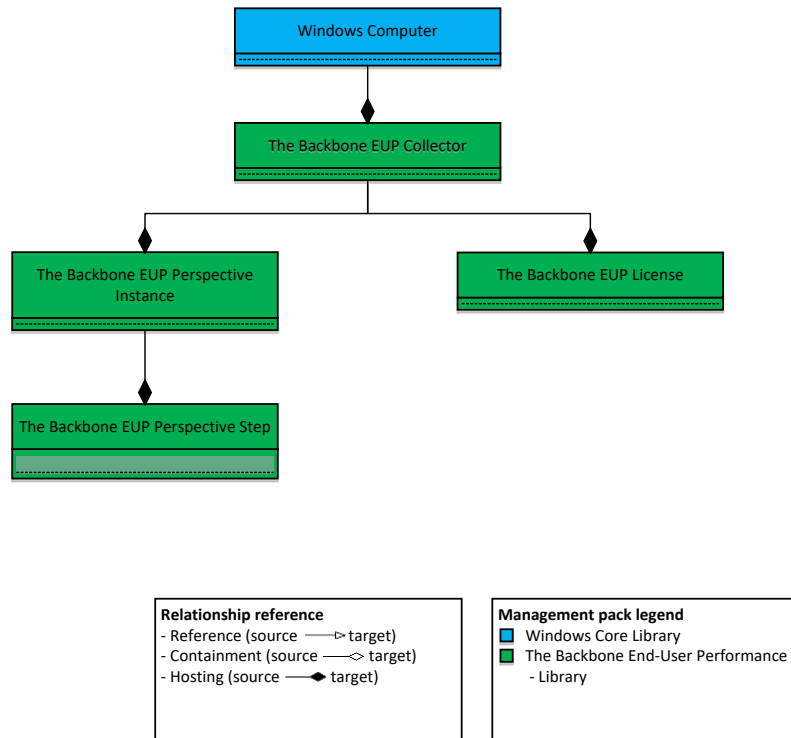 Windows Computer
The Backbone EUP Collector
The Backbone EUP Perspective
Instance
The Backbone EUP License
The Backbone EUP Perspective Step
Relationship reference
- Reference (source target)
- Containment (source target)
- Hosting (source target)
Management pack legend
Windows Core Library
The Backbone End-User Performance
- Library